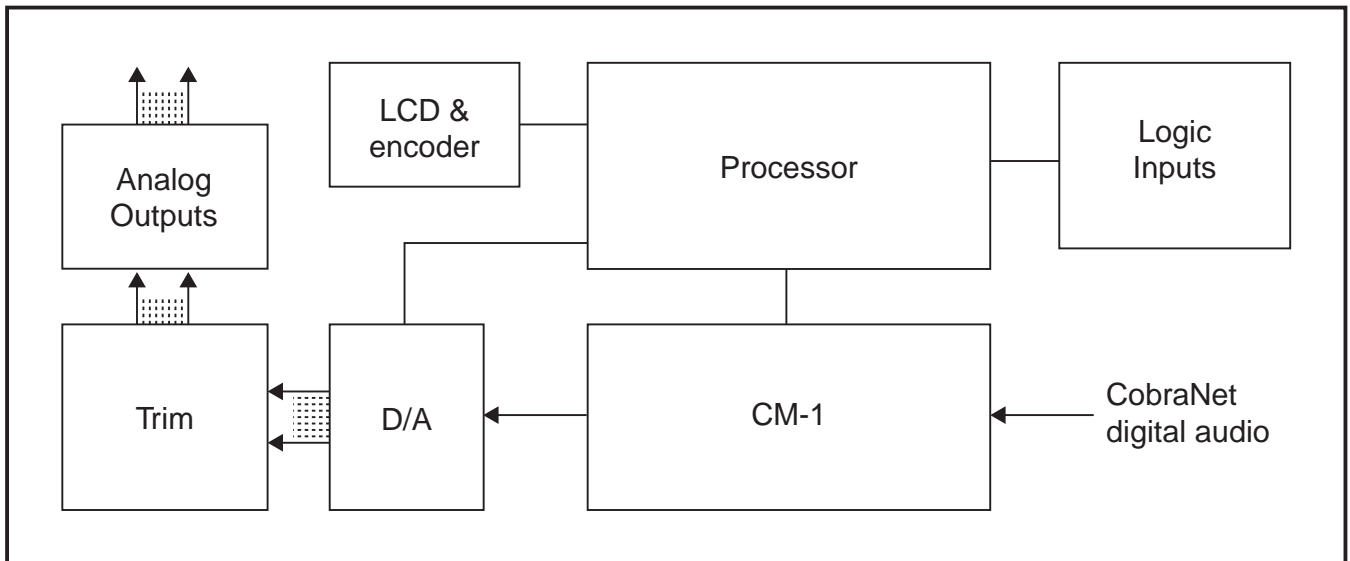 LCD &
encoder
Processor
Logic
Inputs
Analog
Outputs
Trim
D/A
CM-1
CobraNet
digital audio